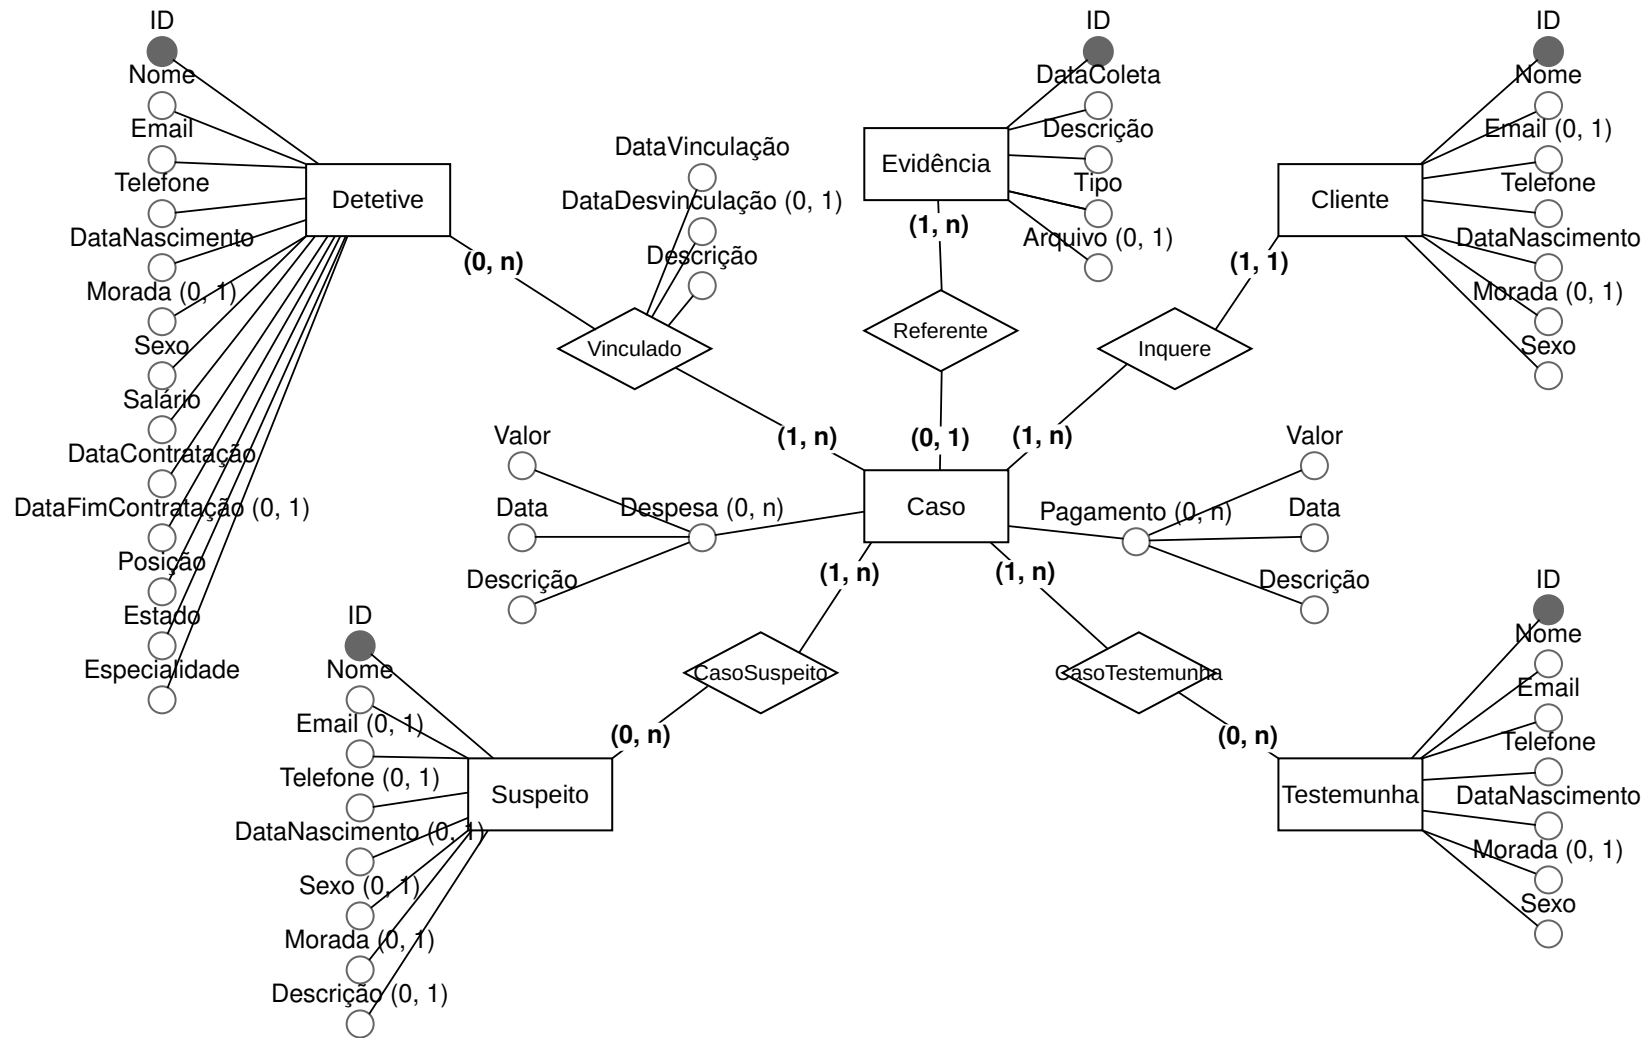 ID
Nome
Email
Telefone
DataNascimento
Morada (0, 1)
Sexo
Salário
DataContratação
DataFimContratação (0, 1)
Posição
Estado
Especialidade
Detetive
(0, n)
DataVinculação
DataDesvinculação (0, 1)
Descrição
Vinculado
(1, n)
ID
DataColeta
Descrição
Tipo
Arquivo (0, 1)
Evidência
(1, n)
Referente
(0, 1)
ID
Nome
Email (0, 1)
Telefone
DataNascimento
Morada (0, 1)
Sexo
Cliente
(1, 1)
Inquere
(1, n)
Caso
Valor
Data
Descrição
Despesa (0, n)
Pagamento (0, n)
Valor
Data
Descrição
(1, n)
CasoSuspeito
(0, n)
ID
Nome
Email (0, 1)
Telefone (0, 1)
DataNascimento (0, 1)
Sexo (0, 1)
Morada (0, 1)
Descrição (0, 1)
Suspeito
(1, n)
CasoTestemunha
(0, n)
ID
Nome
Email
Telefone
DataNascimento
Morada (0, 1)
Sexo
Testemunha